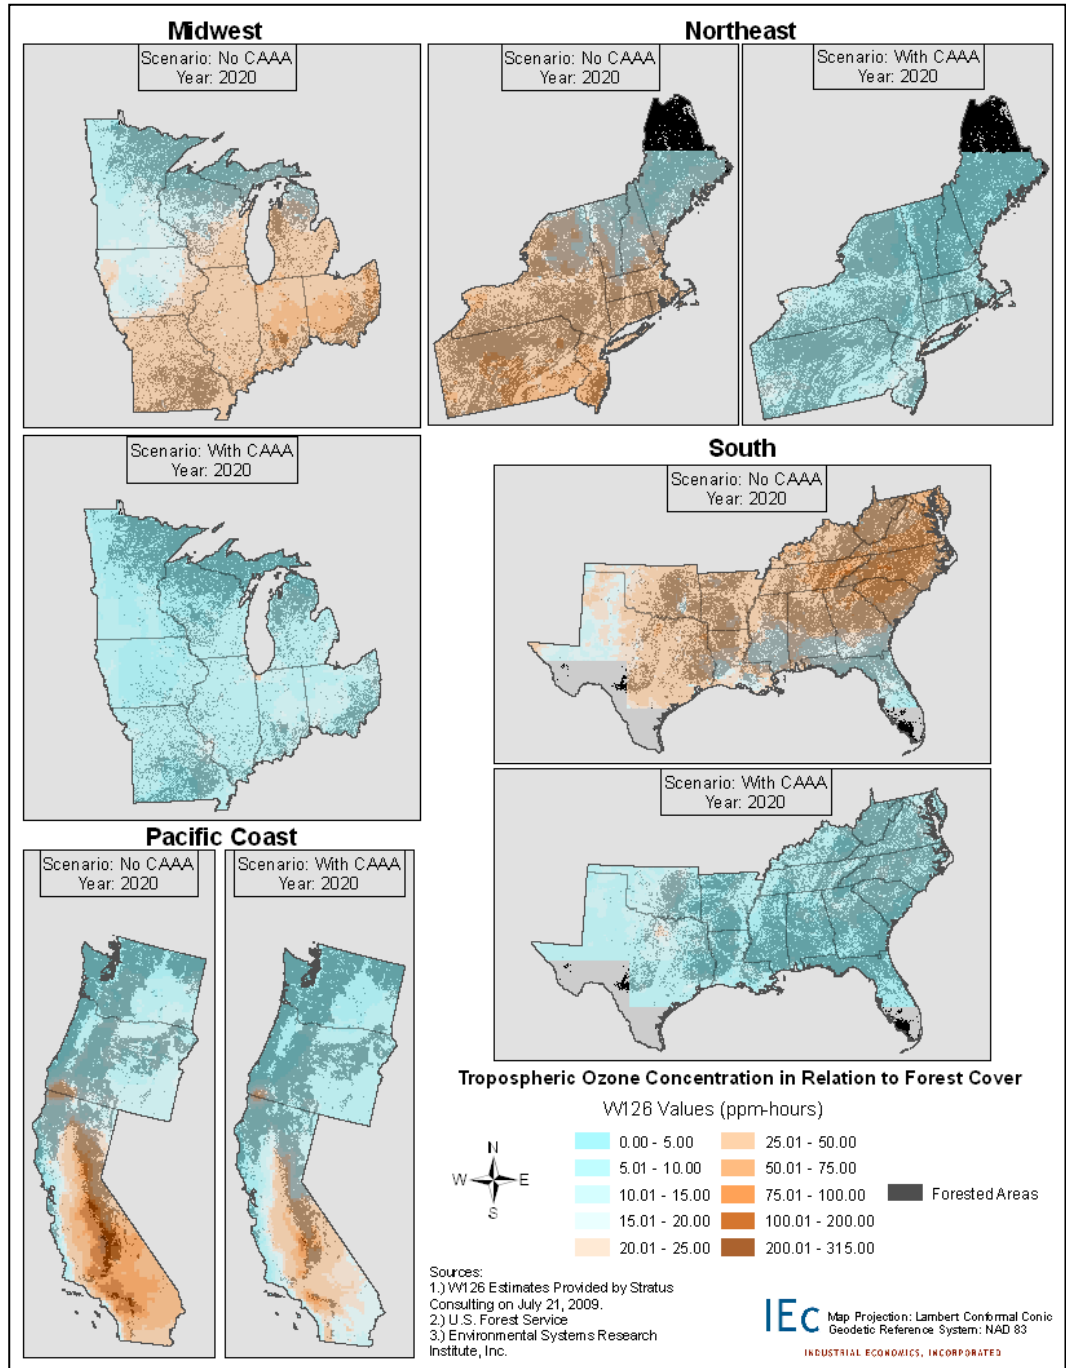 Midwest
Northeast
Scenario: No CAAA
Year: 2020
Scenario: No CAAA
Year: 2020
Scenario: With CAAA
Year: 2020
Scenario: With CAAA
Year: 2020
South
Scenario: No CAAA
Year: 2020
Scenario: With CAAA
Year: 2020
Pacific Coast
Scenario: No CAAA
Year: 2020
Scenario: With CAAA
Year: 2020
Tropospheric Ozone Concentration in Relation to Forest Cover
W126 Values (ppm-hours)
0.00 - 5.00
5.01 - 10.00
10.01 - 15.00
15.01 - 20.00
20.01 - 25.00
25.01 - 50.00
50.01 - 75.00
75.01 - 100.00
100.01 - 200.00
200.01 - 315.00
Forested Areas
N
W E
S
Sources:
1.) W126 Estimates Provided by Stratus
Consulting on July 21, 2009.
2.) U.S. Forest Service
3.) Environmental Systems Research
Institute, Inc.
IEc
Map Projection: Lambert Conformal Conic
Geodetic Reference System: NAD 83
INDUSTRIAL ECONOMICS, INCORPORATED